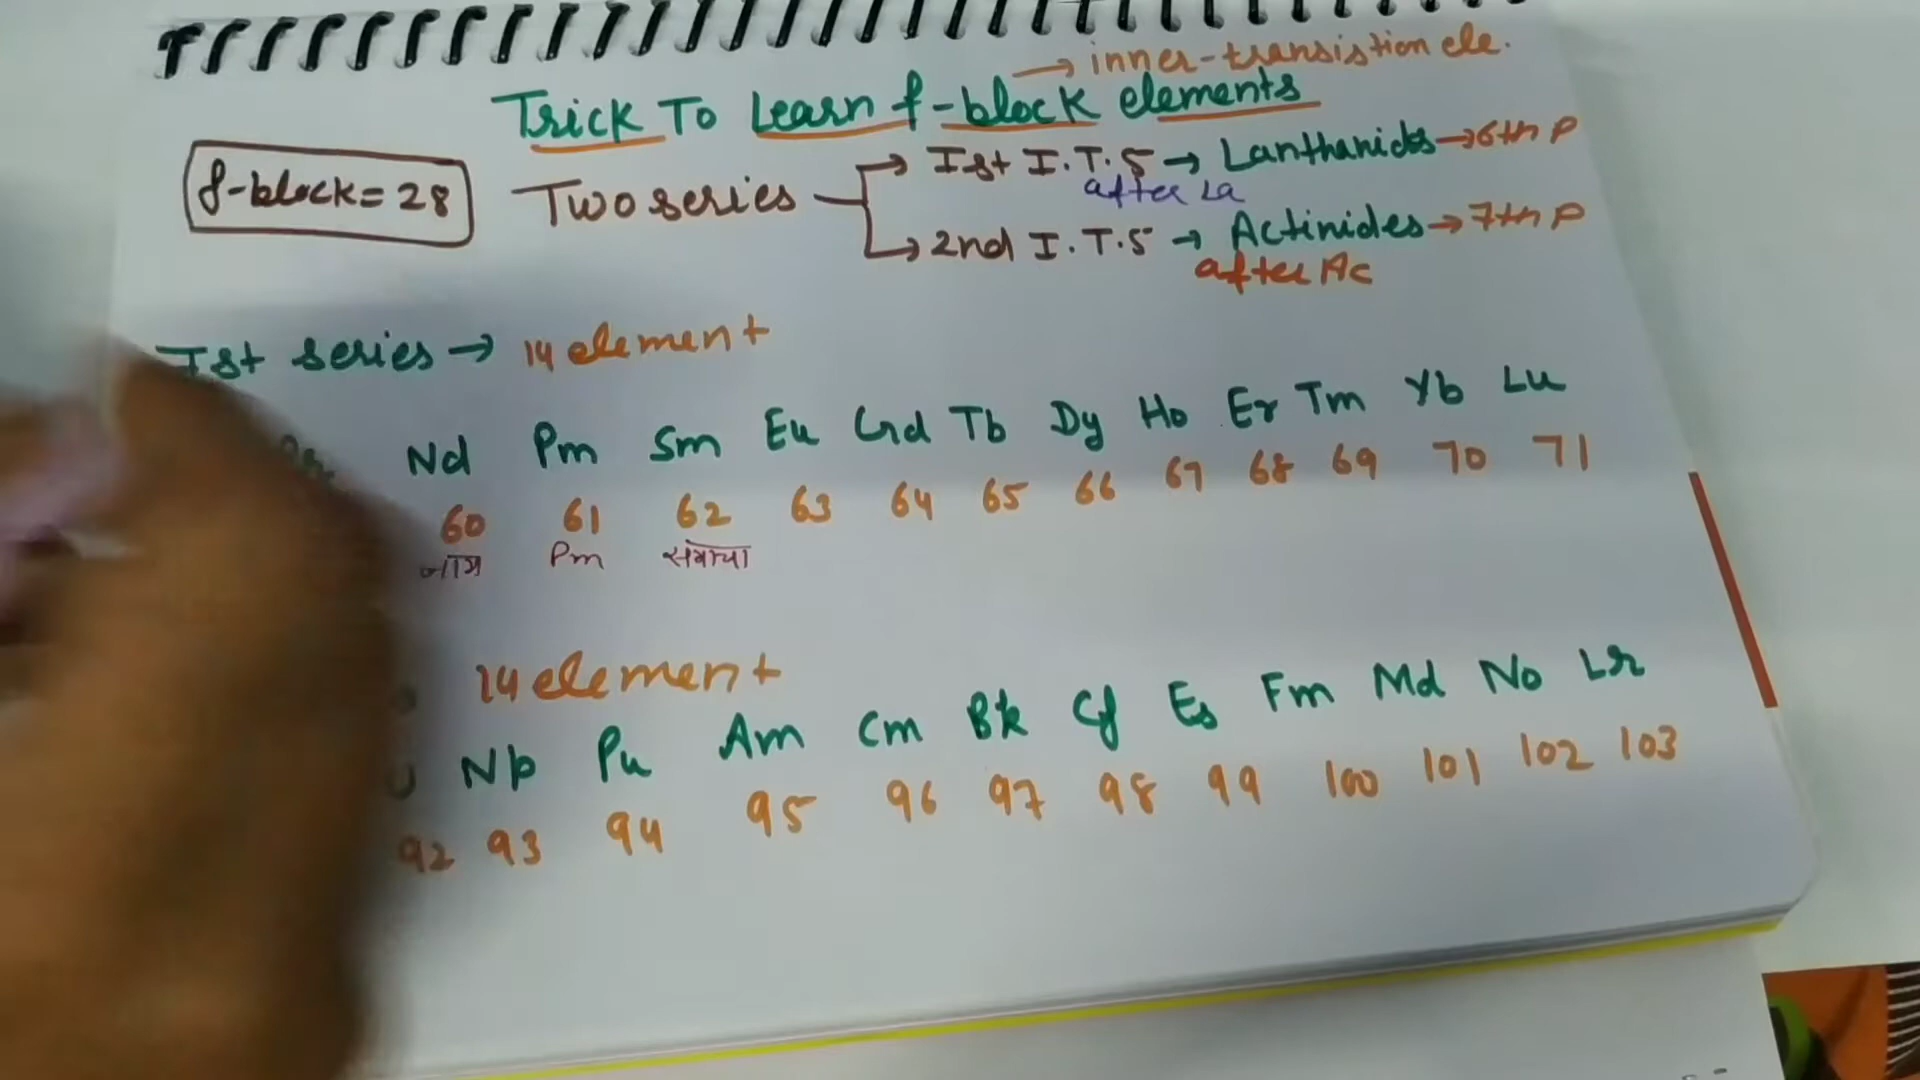 → inner-transistion ele.
Trick To Learn f-block elements
f-block = 28
Two series
→ Ist I.T.S → Lanthanides → 6th P
after La
→ 2nd I.T.S → Actinides → 7th P
after Ac
Ist series → 14 element
Nd Pm Sm Eu Gd Tb Dy Ho Er Tm Yb Lu
60 61 62 63 64 65 66 67 68 69 70 71
नाम Pm
14 element
U Np Pu Am Cm Bk Cf Es Fm Md No Lr
92 93 94 95 96 97 98 99 100 101 102 103